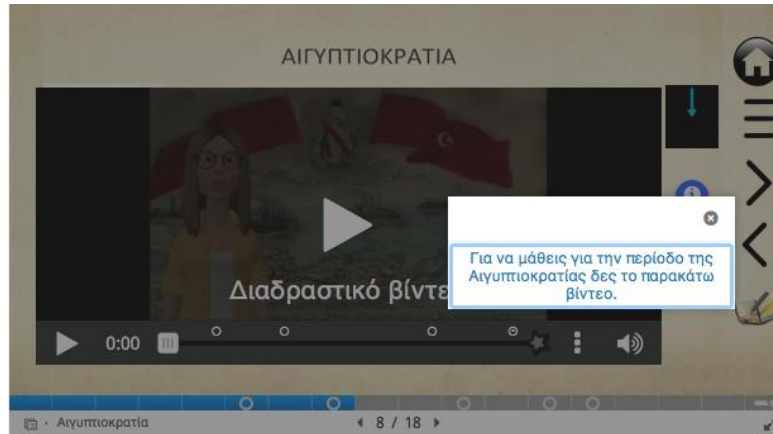 ΑΙΓΥΠΤΙΟΚΡΑΤΙΑ
Για να μάθεις για την περίοδο της
Αιγυπτιοκρατίας δες το παρακάτω
βίντεο.
Διαδραστικό βίντε
0:00
Αιγυπτιοκρατία
8 / 18